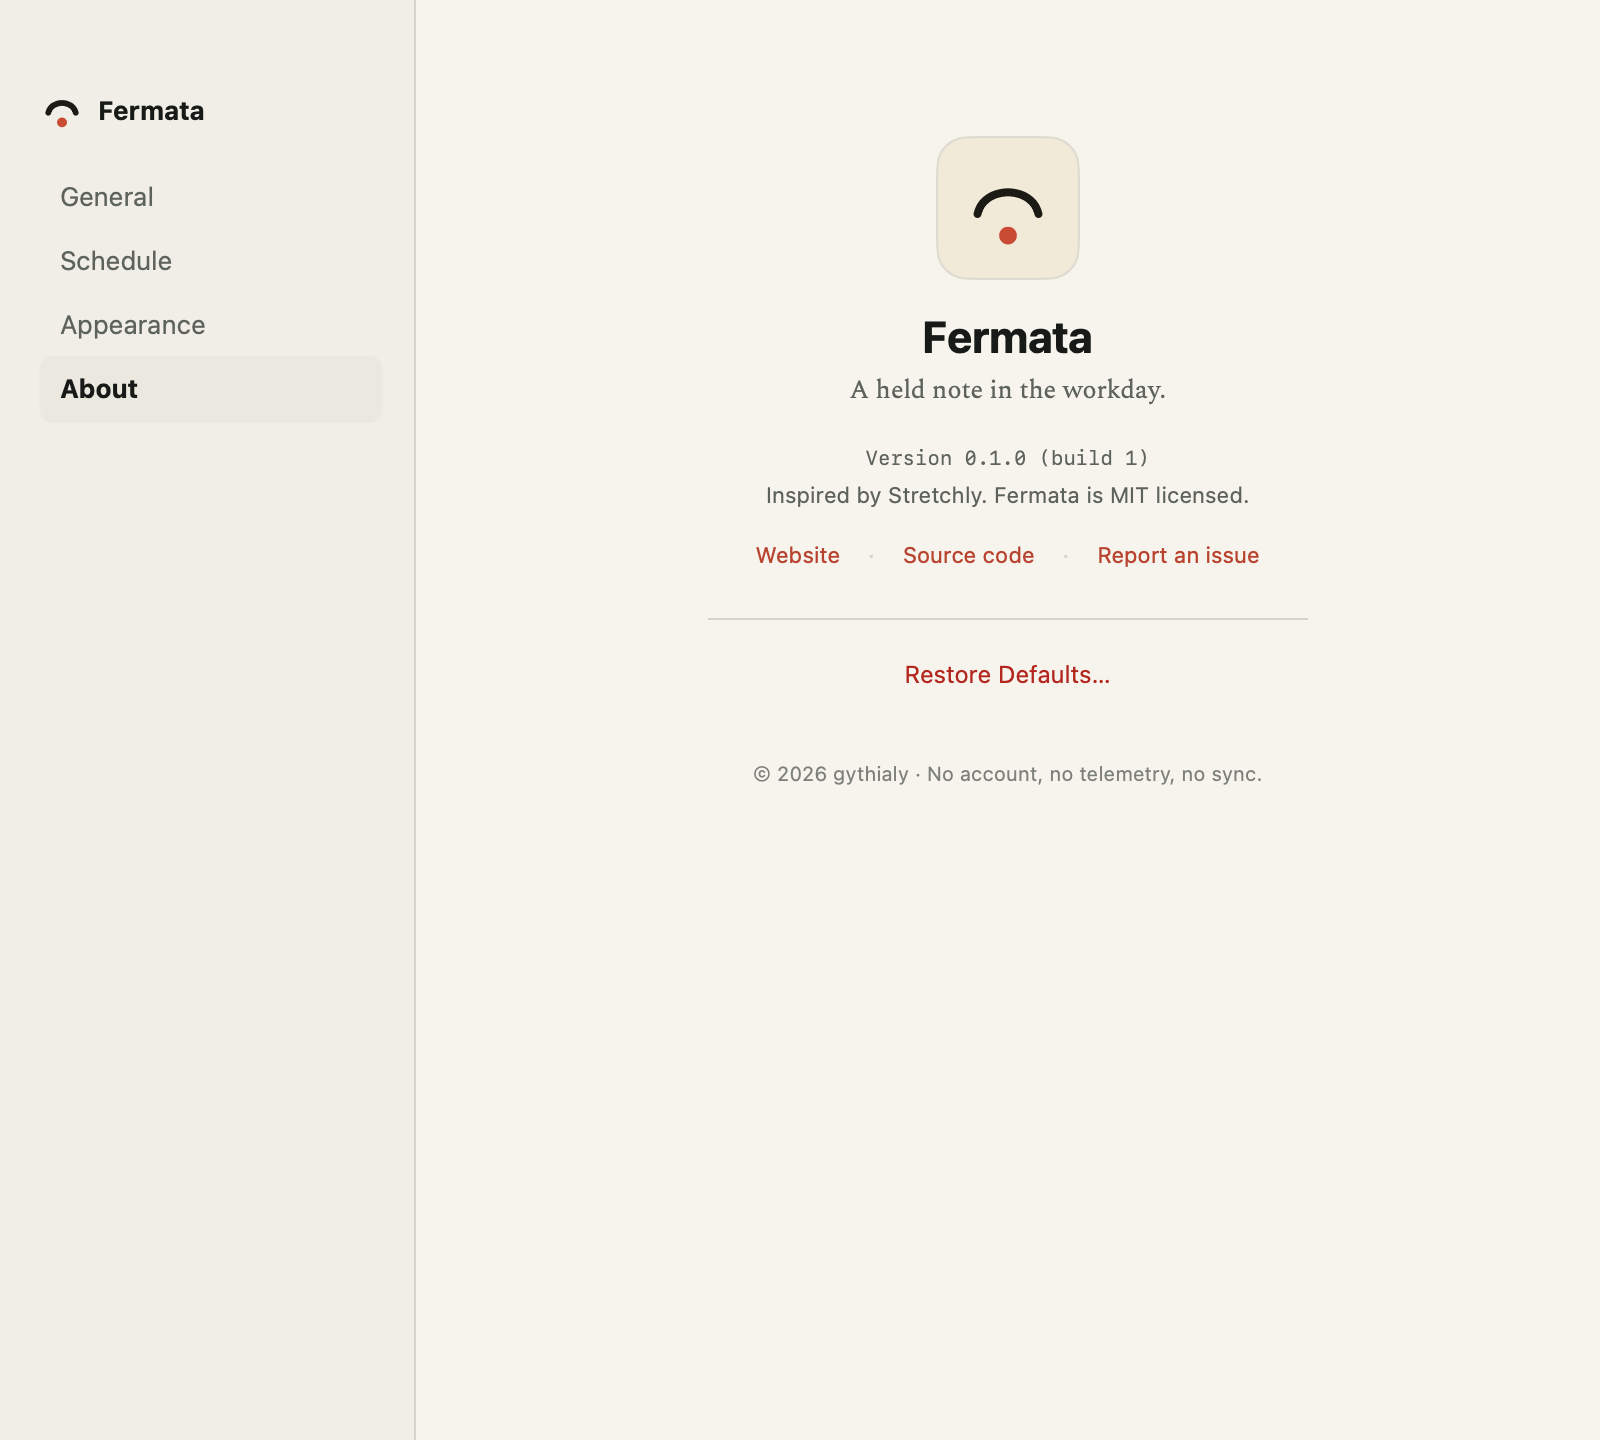 Fermata
General
Schedule
Appearance
About
Fermata
A held note in the workday.
Version 0.1.0 (build 1)
Inspired by Stretchly. Fermata is MIT licensed.
Website · Source code · Report an issue
Restore Defaults...
© 2026 gythialy · No account, no telemetry, no sync.